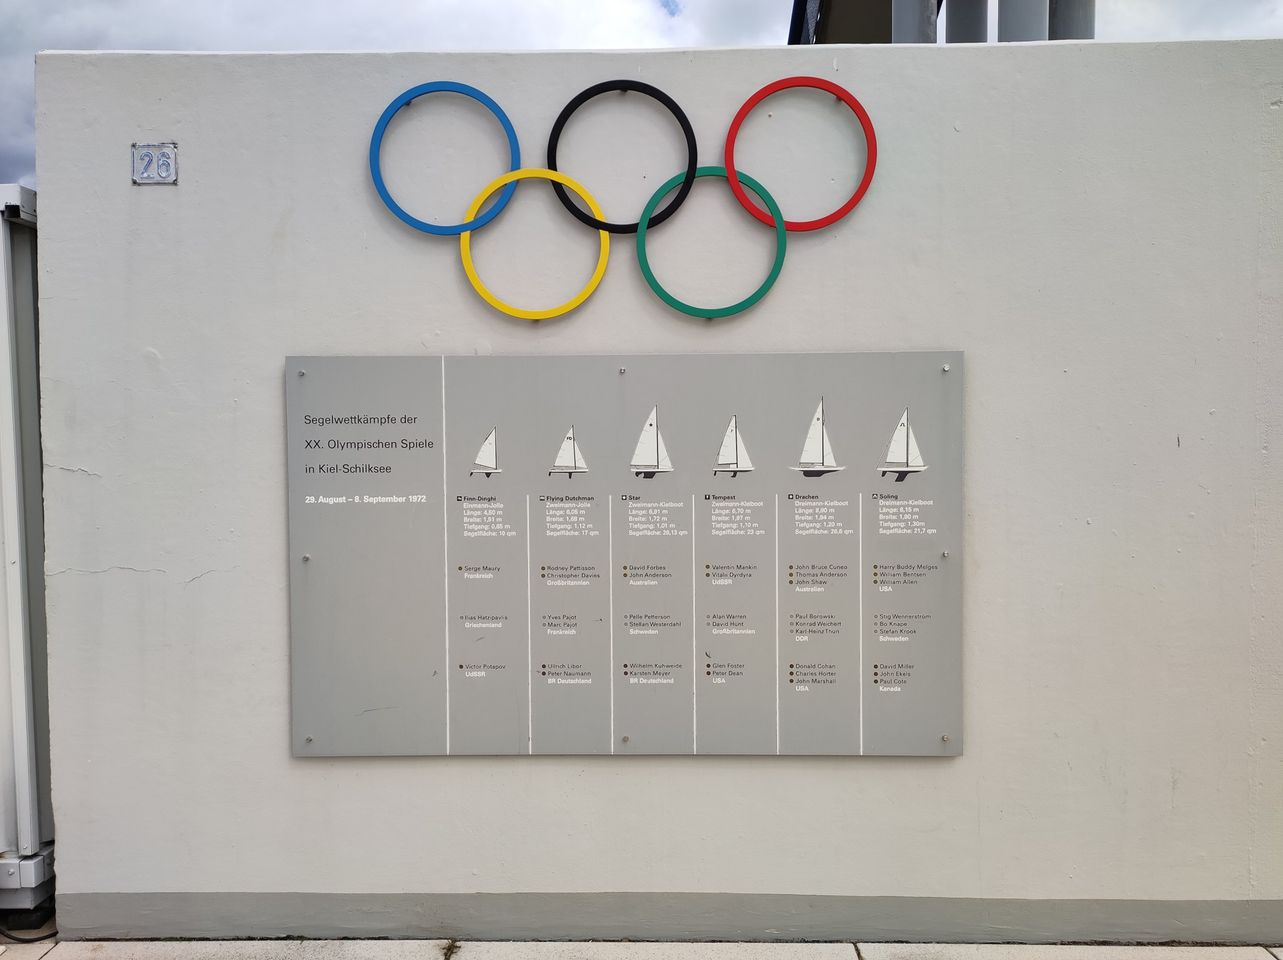 26
Segelwettkämpfe der
XX. Olympischen Spiele
in Kiel-Schilksee
29. August – 8. September 1972
Finn-Dinghi
Einmann-Jolle
Länge: 4,50 m
Breite: 1,51 m
Tiefgang: 0,85 m
Segelfläche: 10 qm
Serge Maury
Frankreich
Ilias Hatzipavlis
Griechenland
Victor Potapov
UdSSR
Flying Dutchman
Zweimann-Jolle
Länge: 6,05 m
Breite: 1,68 m
Tiefgang: 1,12 m
Segelfläche: 17 qm
Rodney Pattisson
Christopher Davies
Großbritannien
Yves Pajot
Marc Pajot
Frankreich
Ullrich Libor
Peter Naumann
BR Deutschland
Star
Zweimann-Kielboot
Länge: 6,91 m
Breite: 1,72 m
Tiefgang: 1,01 m
Segelfläche: 26,13 qm
David Forbes
John Anderson
Australien
Pelle Petterson
Stellan Westerdahl
Schweden
Wilhelm Kuhweide
Karsten Meyer
BR Deutschland
Tempest
Zweimann-Kielboot
Länge: 6,70 m
Breite: 1,97 m
Tiefgang: 1,10 m
Segelfläche: 23 qm
Valentin Mankin
Vitalii Dyrdyra
UdSSR
Alan Warren
David Hunt
Großbritannien
Glen Foster
Peter Dean
USA
Drachen
Dreimann-Kielboot
Länge: 8,90 m
Breite: 1,94 m
Tiefgang: 1,20 m
Segelfläche: 26,6 qm
John Bruce Cuneo
Thomas Anderson
John Shaw
Australien
Paul Borowski
Konrad Weichert
Karl-Heinz Thun
DDR
Donald Cohan
Charles Horter
John Marshall
USA
Soling
Dreimann-Kielboot
Länge: 8,15 m
Breite: 1,90 m
Tiefgang: 1,30m
Segelfläche: 21,7 qm
Harry Buddy Melges
William Bentsen
William Allen
USA
Stig Wennerström
Bo Knape
Stefan Krook
Schweden
David Miller
John Ekels
Paul Cote
Kanada